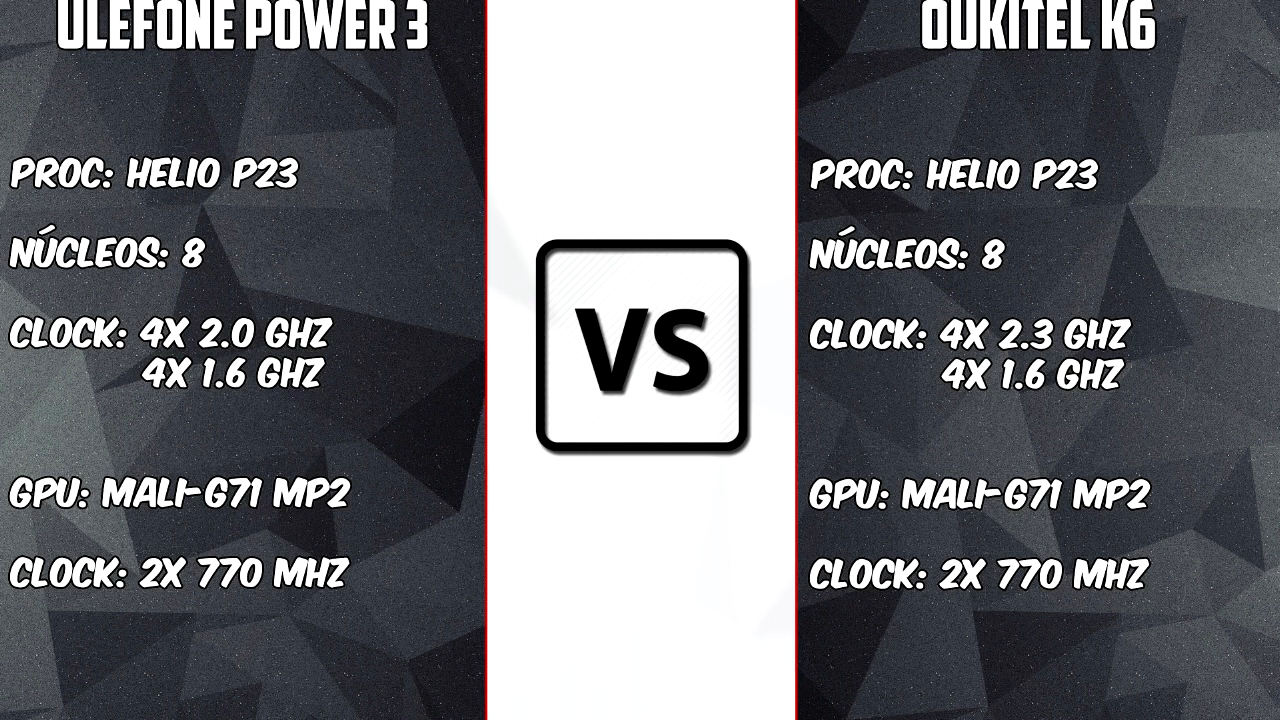 ULEFONE POWER 3
PROC: HELIO P23
NÚCLEOS: 8
CLOCK: 4X 2.0 GHZ
4X 1.6 GHZ
GPU: MALI-G71 MP2
CLOCK: 2X 770 MHZ
VS
OUKITEL K6
PROC: HELIO P23
NÚCLEOS: 8
CLOCK: 4X 2.3 GHZ
4X 1.6 GHZ
GPU: MALI-G71 MP2
CLOCK: 2X 770 MHZ